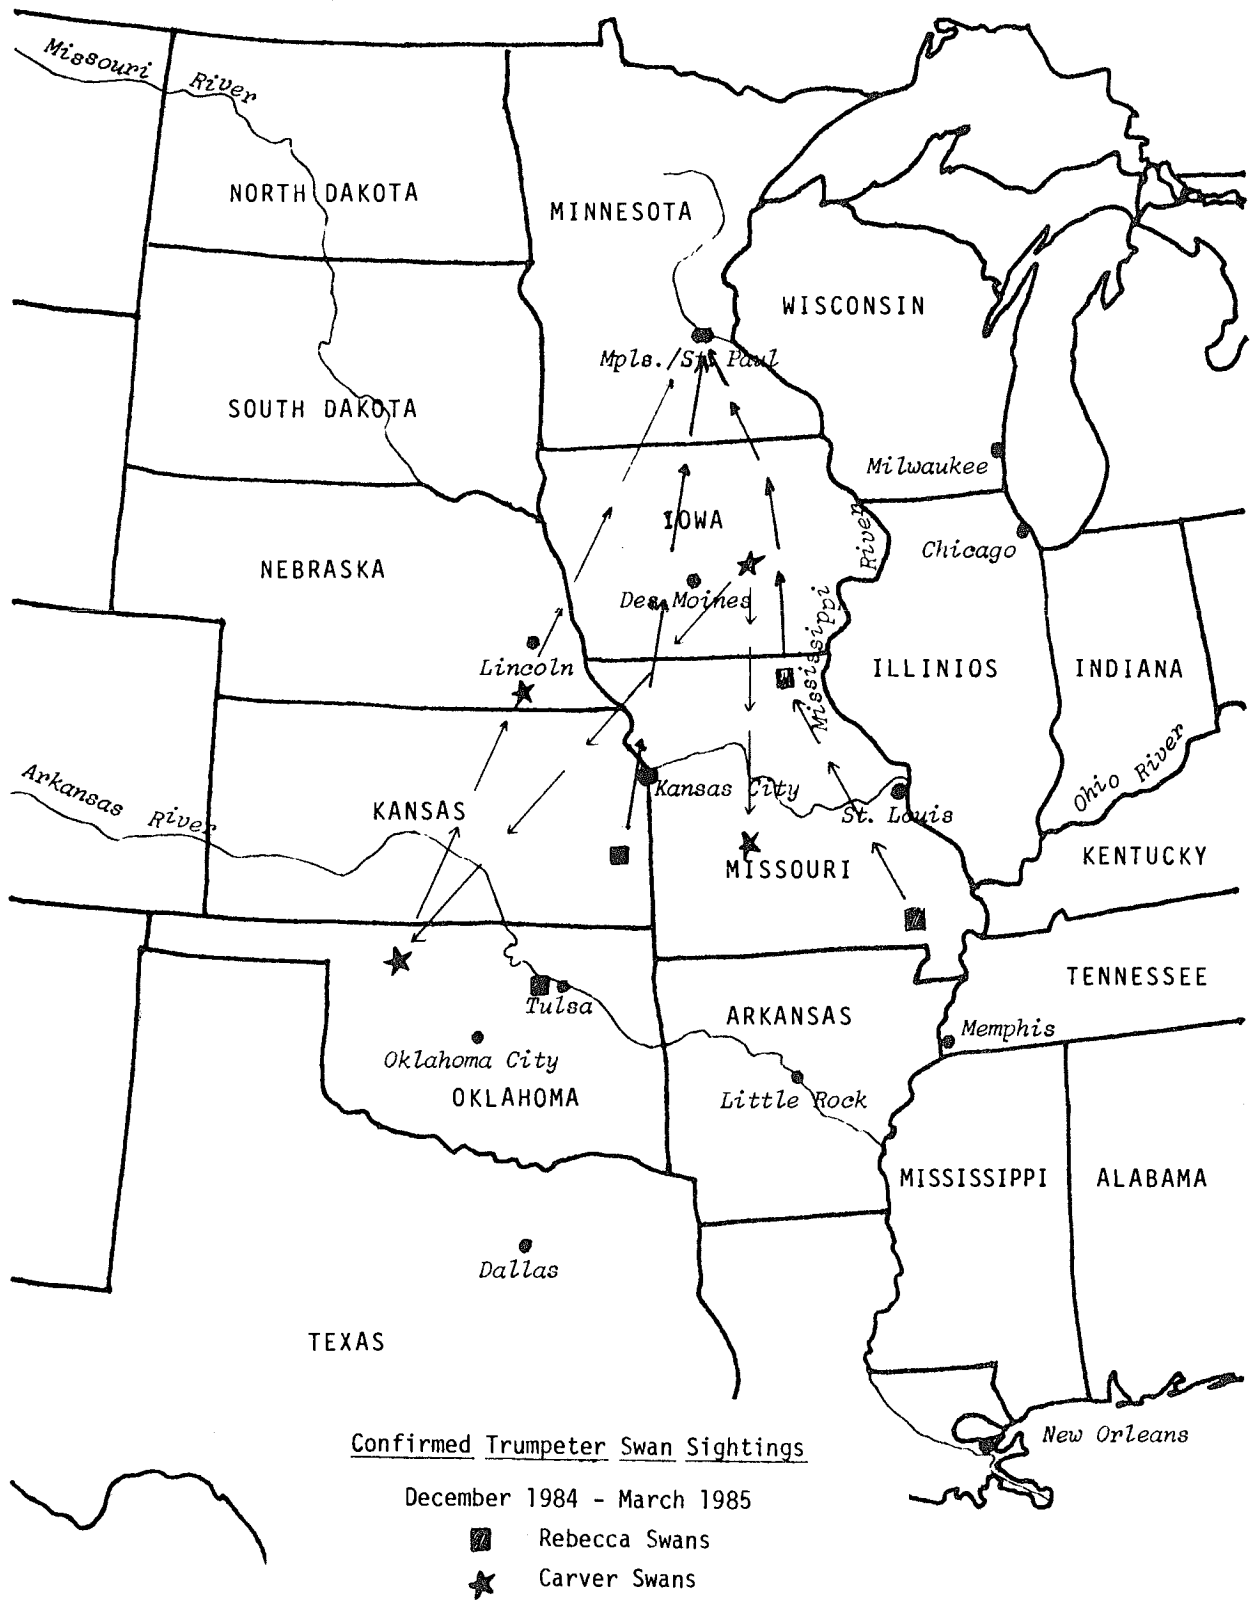 Missouri River
NORTH DAKOTA
MINNESOTA
WISCONSIN
Mpls./St. Paul
SOUTH DAKOTA
Milwaukee
IOWA
Mississippi River
Chicago
NEBRASKA
Des Moines
Lincoln
ILLINIOS
INDIANA
Ohio River
Arkansas River
KANSAS
Kansas City
St. Louis
MISSOURI
KENTUCKY
TENNESSEE
Tulsa
ARKANSAS
Memphis
Oklahoma City
OKLAHOMA
Little Rock
MISSISSIPPI
ALABAMA
Dallas
TEXAS
New Orleans
Confirmed Trumpeter Swan Sightings
December 1984 - March 1985
Rebecca Swans
Carver Swans